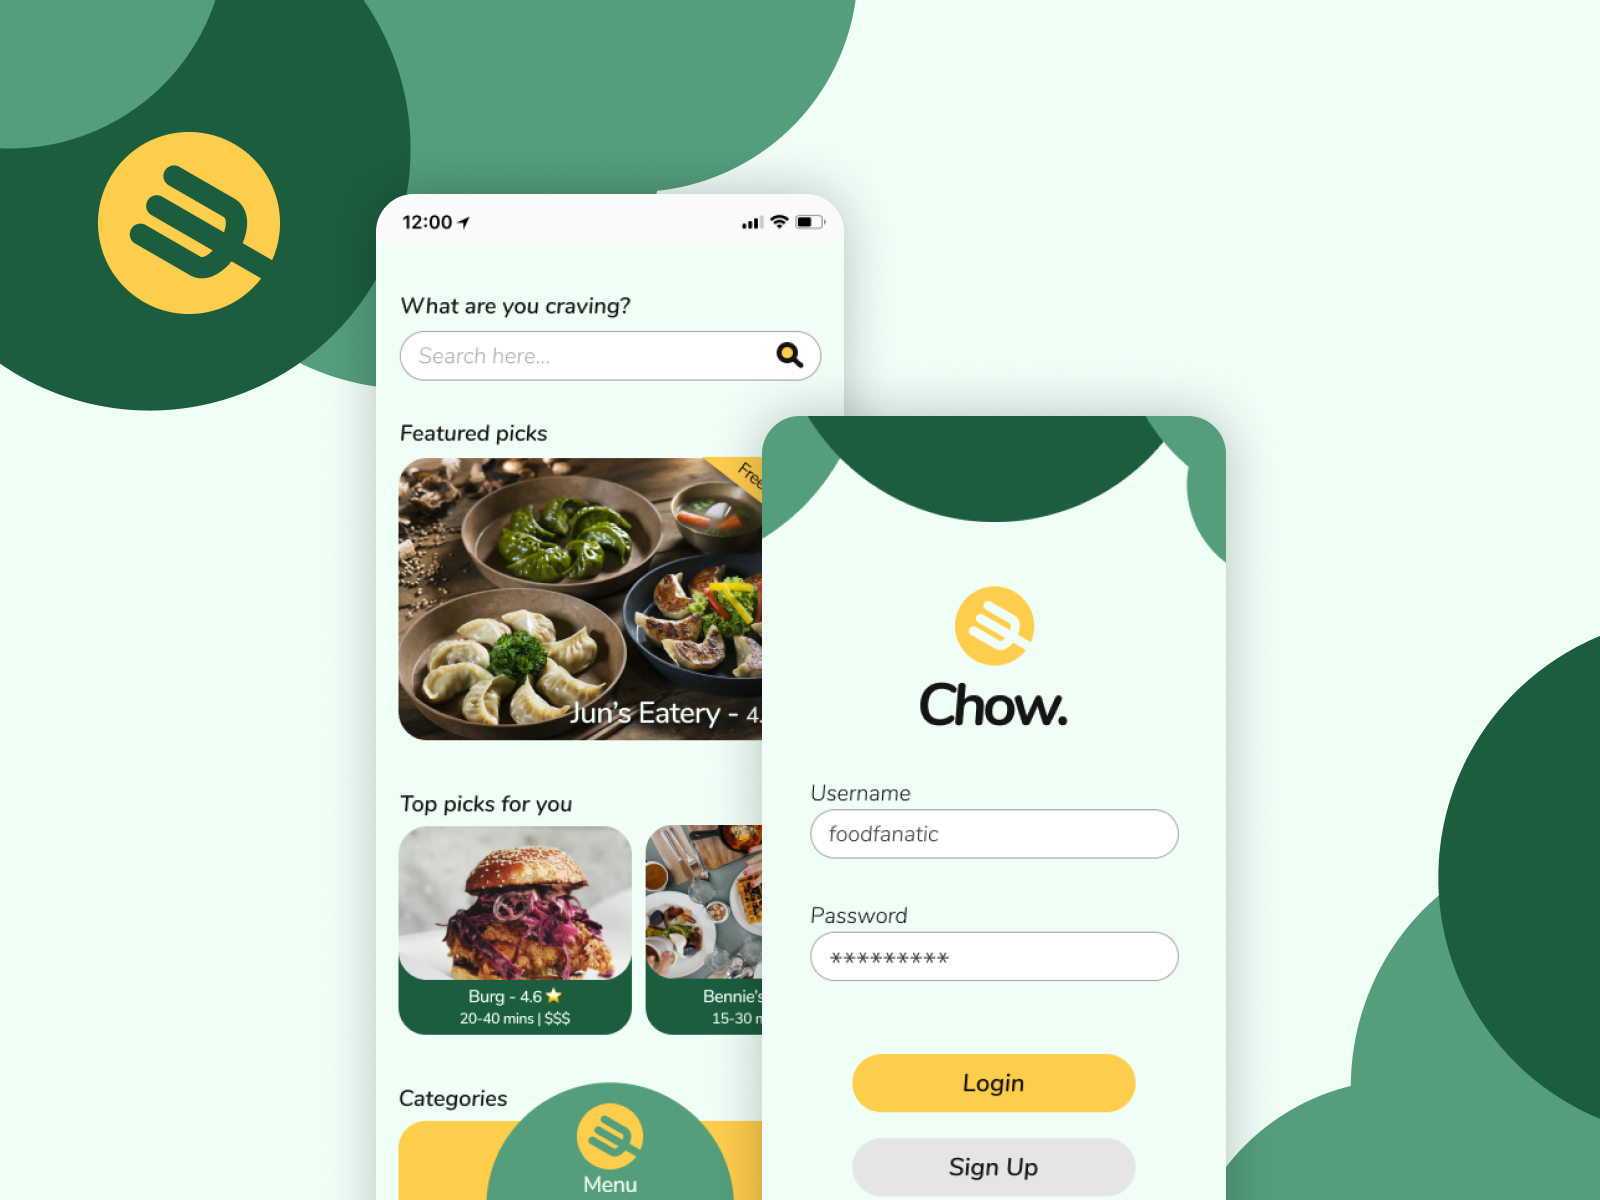 12:00
What are you craving?
Search here...
Featured picks
Free
Jun's Eatery - 4.
Top picks for you
Burg - 4.6 ⭐
20-40 mins | $$$
Bennie's
15-30
Categories
Menu
Chow.
Username
foodfanatic
Password
*********
Login
Sign Up